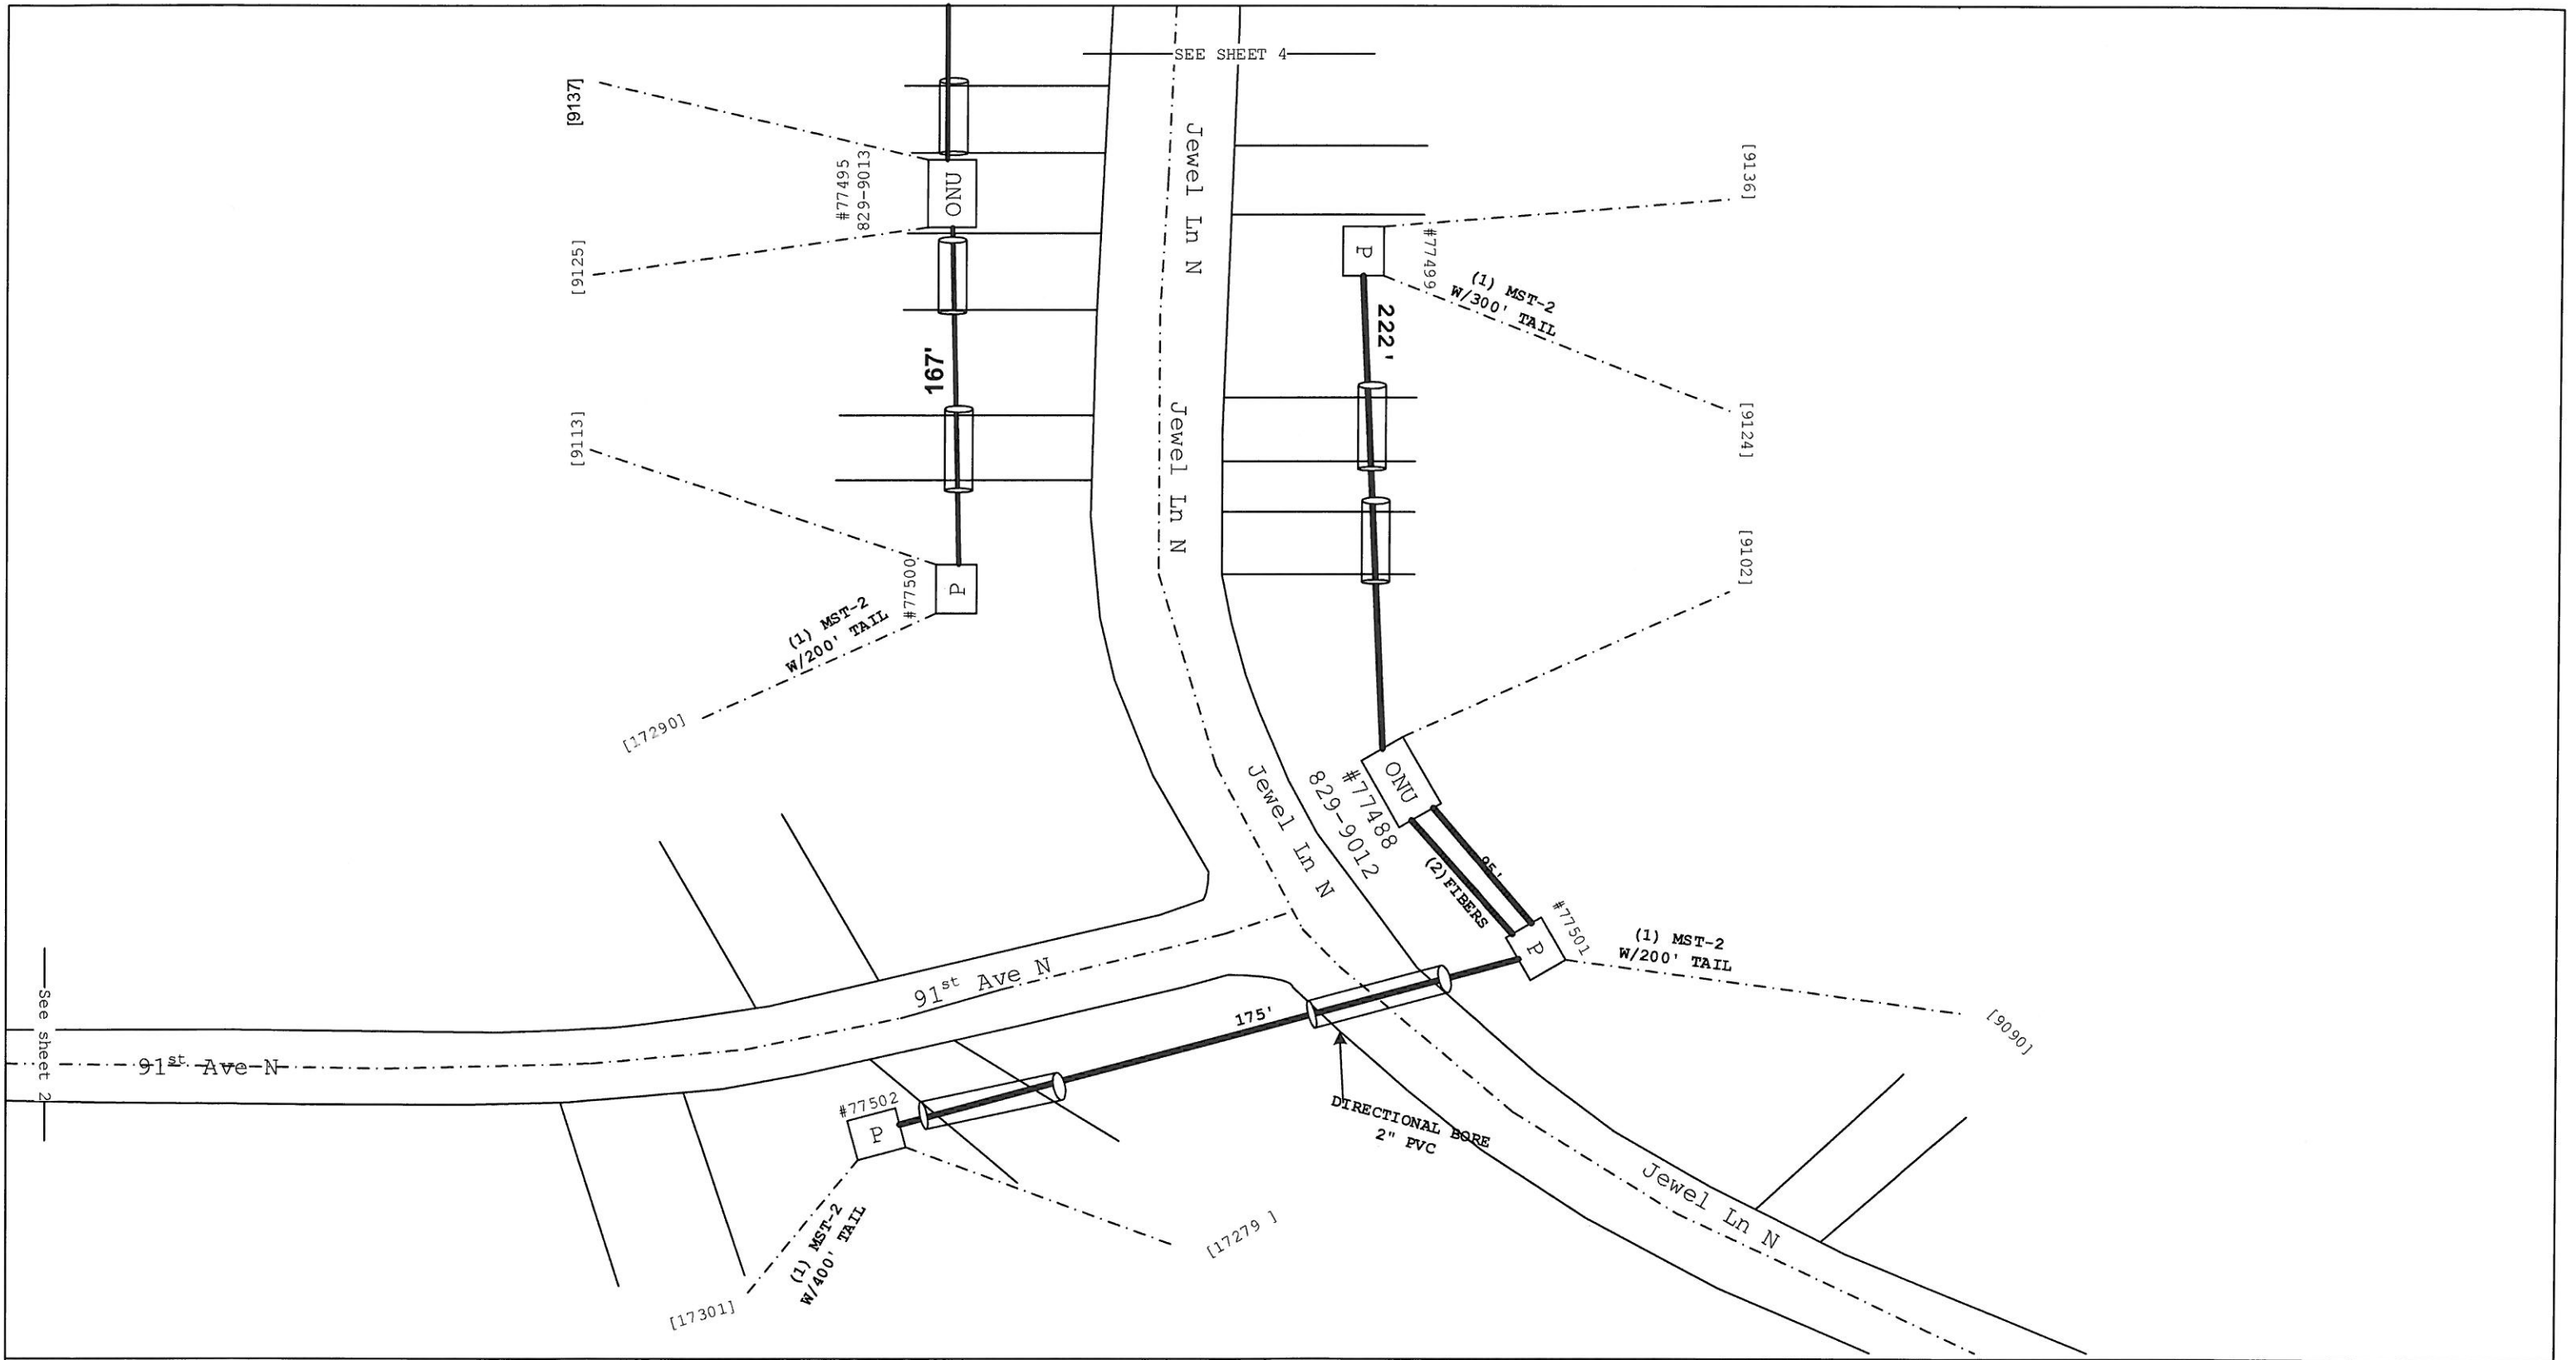 SEE SHEET 4
[9137]
#77495
829-9013
ONU
[9125]
167'
[9113]
#77500
P
(1) MST-2
W/200' TAIL
[17290]
Jewel Ln N
Jewel Ln N
[9136]
P
#77499
(1) MST-2
W/300' TAIL
222'
[9124]
[9102]
ONU
#77488
829-9012
Jewel Ln N
95'
(2)FIBERS
#77501
P
(1) MST-2
W/200' TAIL
[9090]
91st Ave N
175'
See sheet 2
91st Ave N
#77502
P
DIRECTIONAL BORE
2" PVC
Jewel Ln N
(1) MST-2
W/400' TAIL
[17279 ]
[17301]